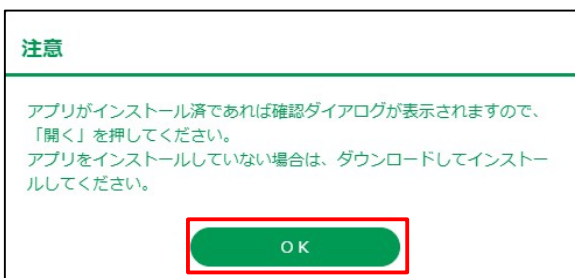 注意
アプリがインストール済であれば確認ダイアログが表示されますので、
「開く」を押してください。
アプリをインストールしていない場合は、ダウンロードしてインストー
ルしてください。
ＯＫ